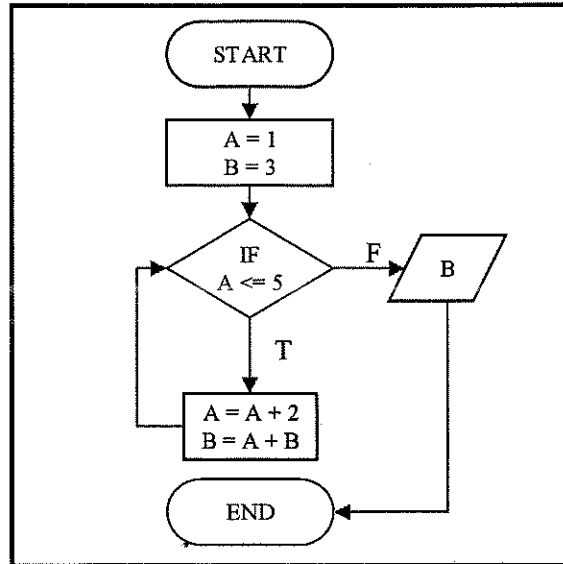 START
A = 1
B = 3
IF
A <= 5
F
B
T
A = A + 2
B = A + B
END